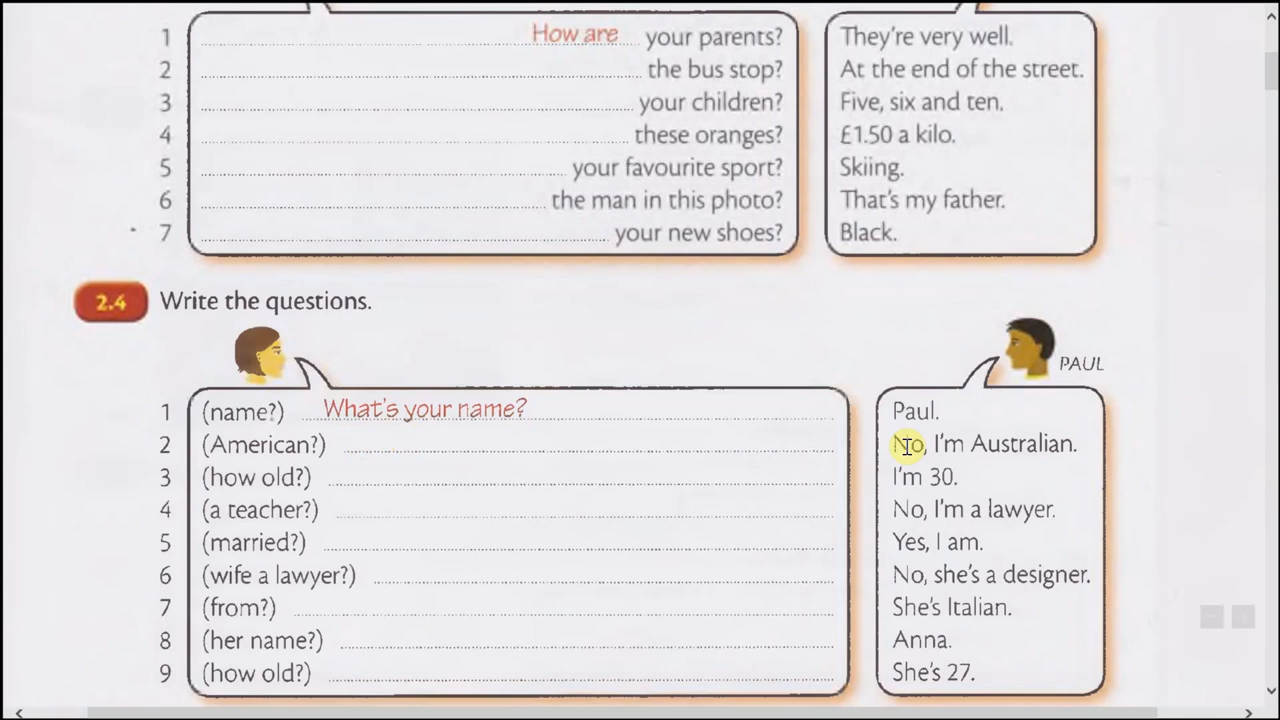 1 How are your parents? They're very well.
2 the bus stop? At the end of the street.
3 your children? Five, six and ten.
4 these oranges? £1.50 a kilo.
5 your favourite sport? Skiing.
6 the man in this photo? That's my father.
7 your new shoes? Black.
2.4 Write the questions.
PAUL
1 (name?) What's your name? Paul.
2 (American?) No, I'm Australian.
3 (how old?) I'm 30.
4 (a teacher?) No, I'm a lawyer.
5 (married?) Yes, I am.
6 (wife a lawyer?) No, she's a designer.
7 (from?) She's Italian.
8 (her name?) Anna.
9 (how old?) She's 27.